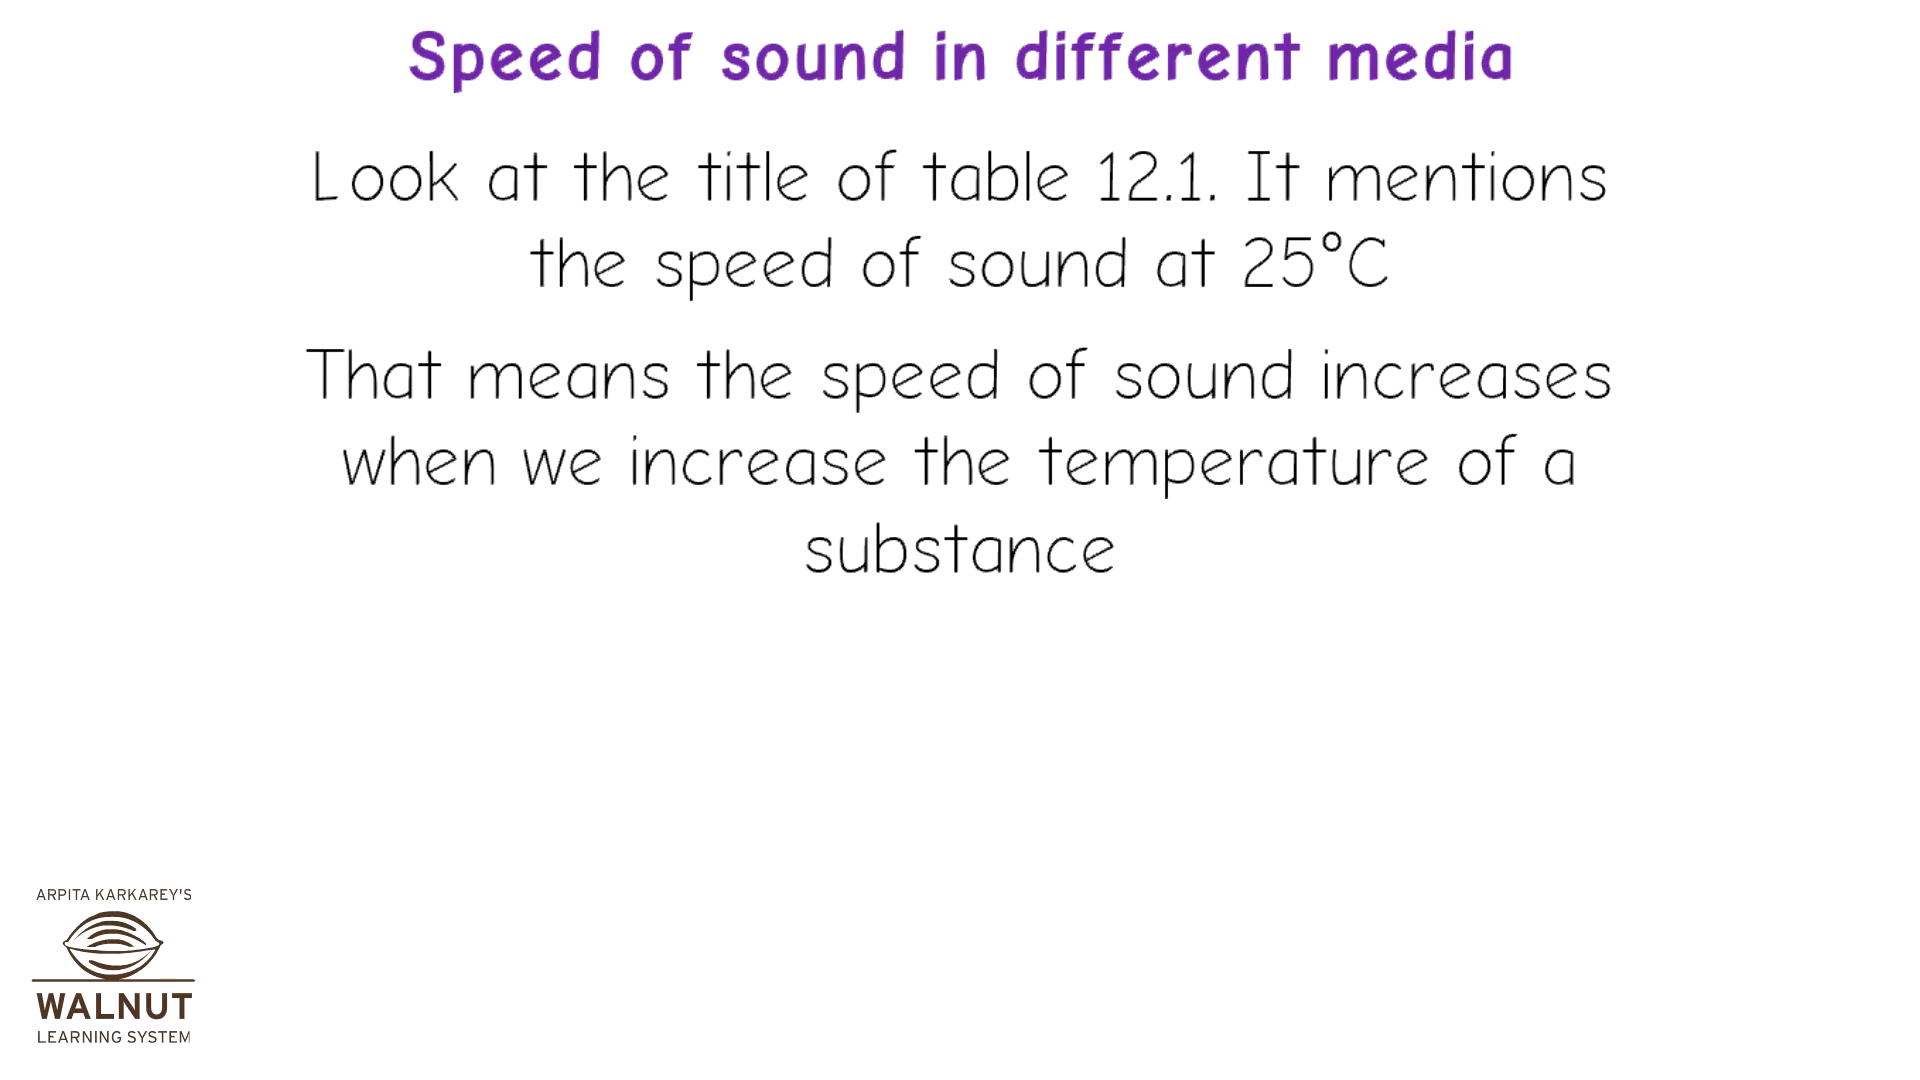 Speed of sound in different media
Look at the title of table 12.1. It mentions
the speed of sound at 25°C
That means the speed of sound increases
when we increase the temperature of a
substance
ARPITA KARKAREY'S
WALNUT
LEARNING SYSTEM